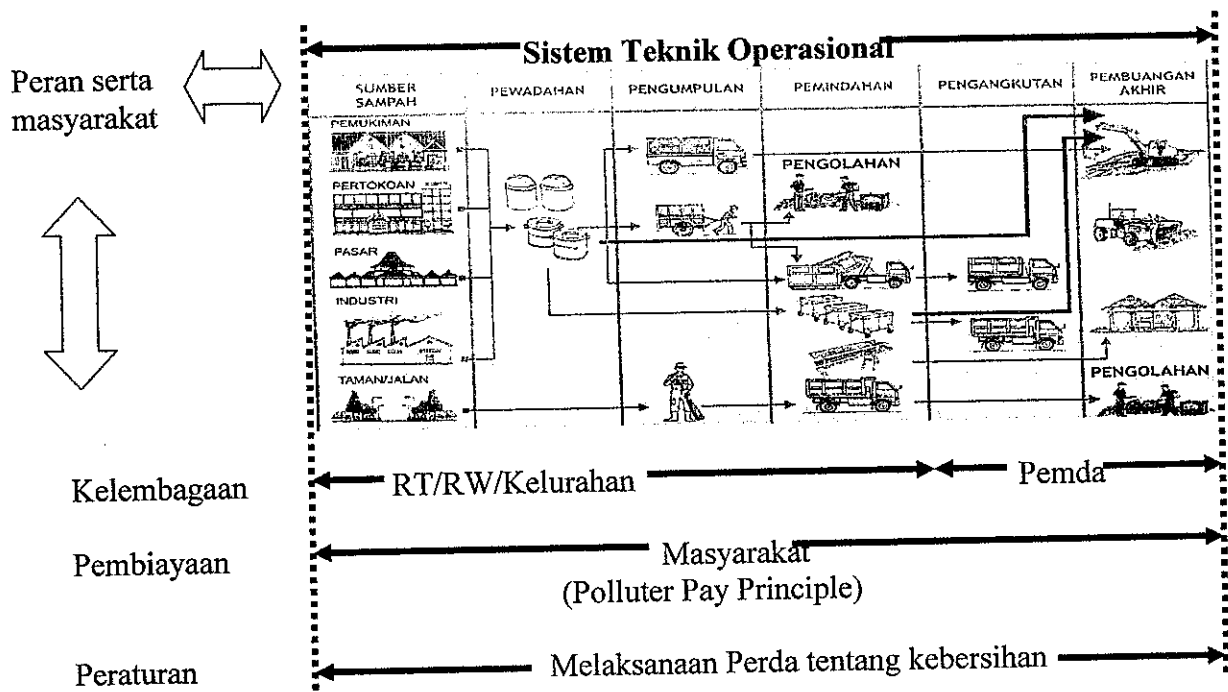 Sistem Teknik Operasional
Peran serta
masyarakat
SUMBER
SAMPAH
PEWADAHAN
PENGUMPULAN
PEMINDAHAN
PENGANGKUTAN
PEMBUANGAN
AKHIR
PEMUKIMAN
PERTOKOAN
PASAR
INDUSTRI
TAMAN/JALAN
PENGOLAHAN
PENGOLAHAN
Kelembagaan
RT/RW/Kelurahan
Pemda
Pembiayaan
Masyarakat
(Polluter Pay Principle)
Peraturan
Melaksanaan Perda tentang kebersihan